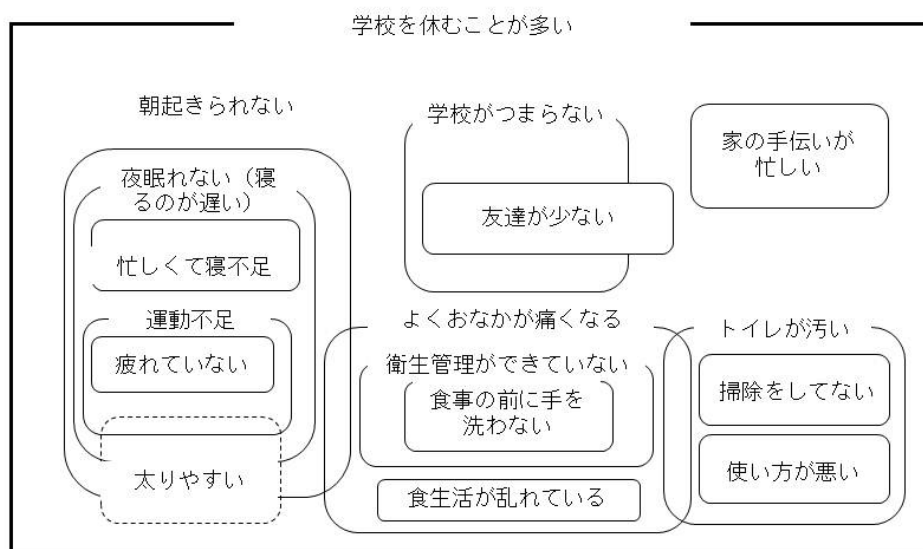 学校を休むことが多い
朝起きられない
夜眠れない（寝
るのが遅い）
忙しくて寝不足
運動不足
疲れていない
太りやすい
学校がつまらない
友達が少ない
家の手伝いが
忙しい
よくおなかが痛くなる
衛生管理ができていない
食事の前に手を
洗わない
食生活が乱れている
トイレが汚い
掃除をしてない
使い方が悪い